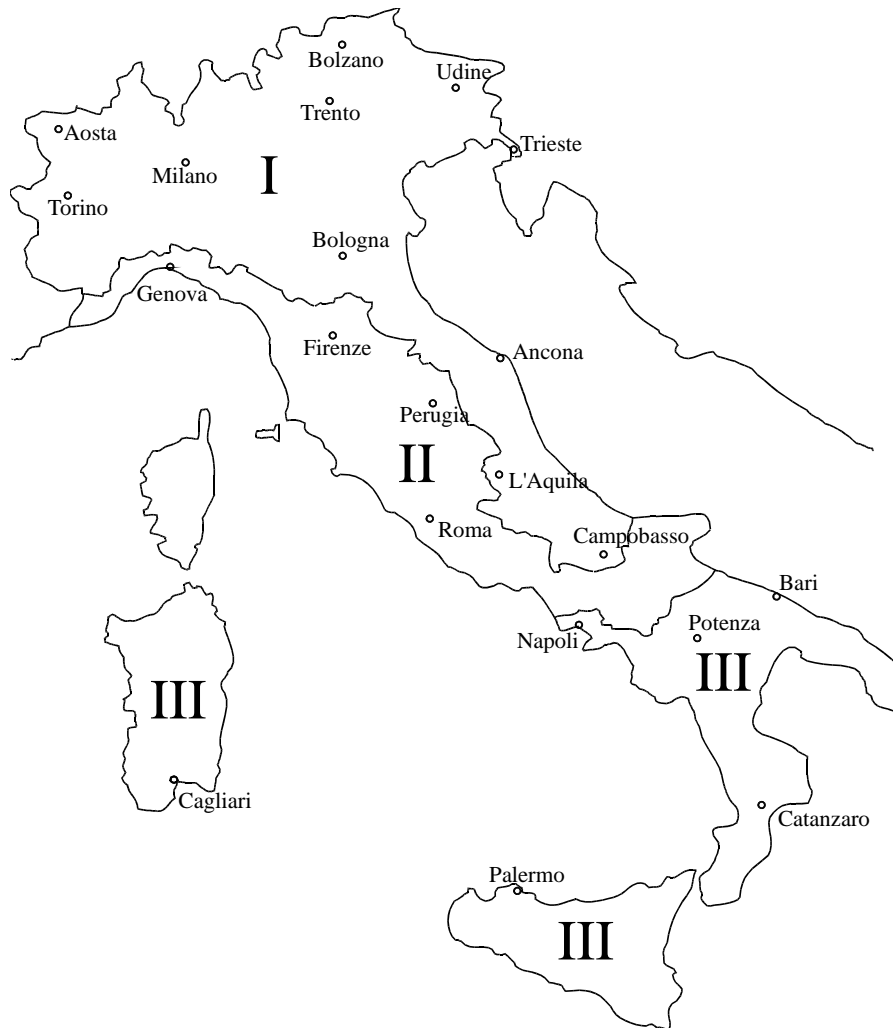 Bolzano
Udine
Trento
Aosta
Trieste
I
Milano
Torino
Bologna
Genova
Firenze
Ancona
Perugia
II
L'Aquila
Roma
Campobasso
Bari
Napoli
Potenza
III
III
Cagliari
Catanzaro
Palermo
III